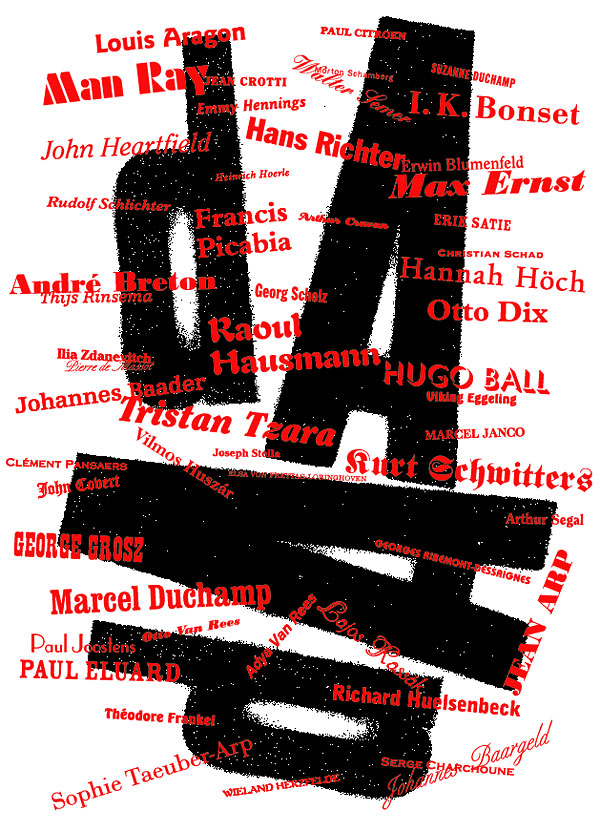 Louis Aragon
PAUL CITROEN
Man Ray
JEAN CROTTI
Morton Schamberg
Walter Serner
SUZANNE DUCHAMP
Emmy Hennings
I. K. Bonset
John Heartfield
Hans Richter
Erwin Blumenfeld
Heinrich Hoerle
Max Ernst
Rudolf Schlichter
Francis
Picabia
Arthur Cravan
ERIK SATIE
CHRISTIAN SCHAD
Hannah Höch
André Breton
Thijs Rinsema
Georg Scholz
Otto Dix
Raoul
Hausmann
Ilia Zdanevitch
Pierre de Massot
HUGO BALL
Viking Eggeling
Johannes Baader
Tristan Tzara
MARCEL JANCO
Vilmos Huszár
Joseph Stella
Kurt Schwitters
CLÉMENT PANSAERS
ELSA VON FREYTAG-LORINGHOVEN
John Covert
Arthur Segal
GEORGE GROSZ
GEORGES RIBEMONT-DESSAIGNES
JEAN ARP
Marcel Duchamp
Otto Van Rees
Adya Van Rees
Lajos Kassak
Paul Joostens
PAUL ELUARD
Richard Huelsenbeck
Théodore Frankel
Sophie Taeuber-Arp
SERGE CHARCHOUNE
Johannes Baargeld
WIELAND HERZFELDE
dADA